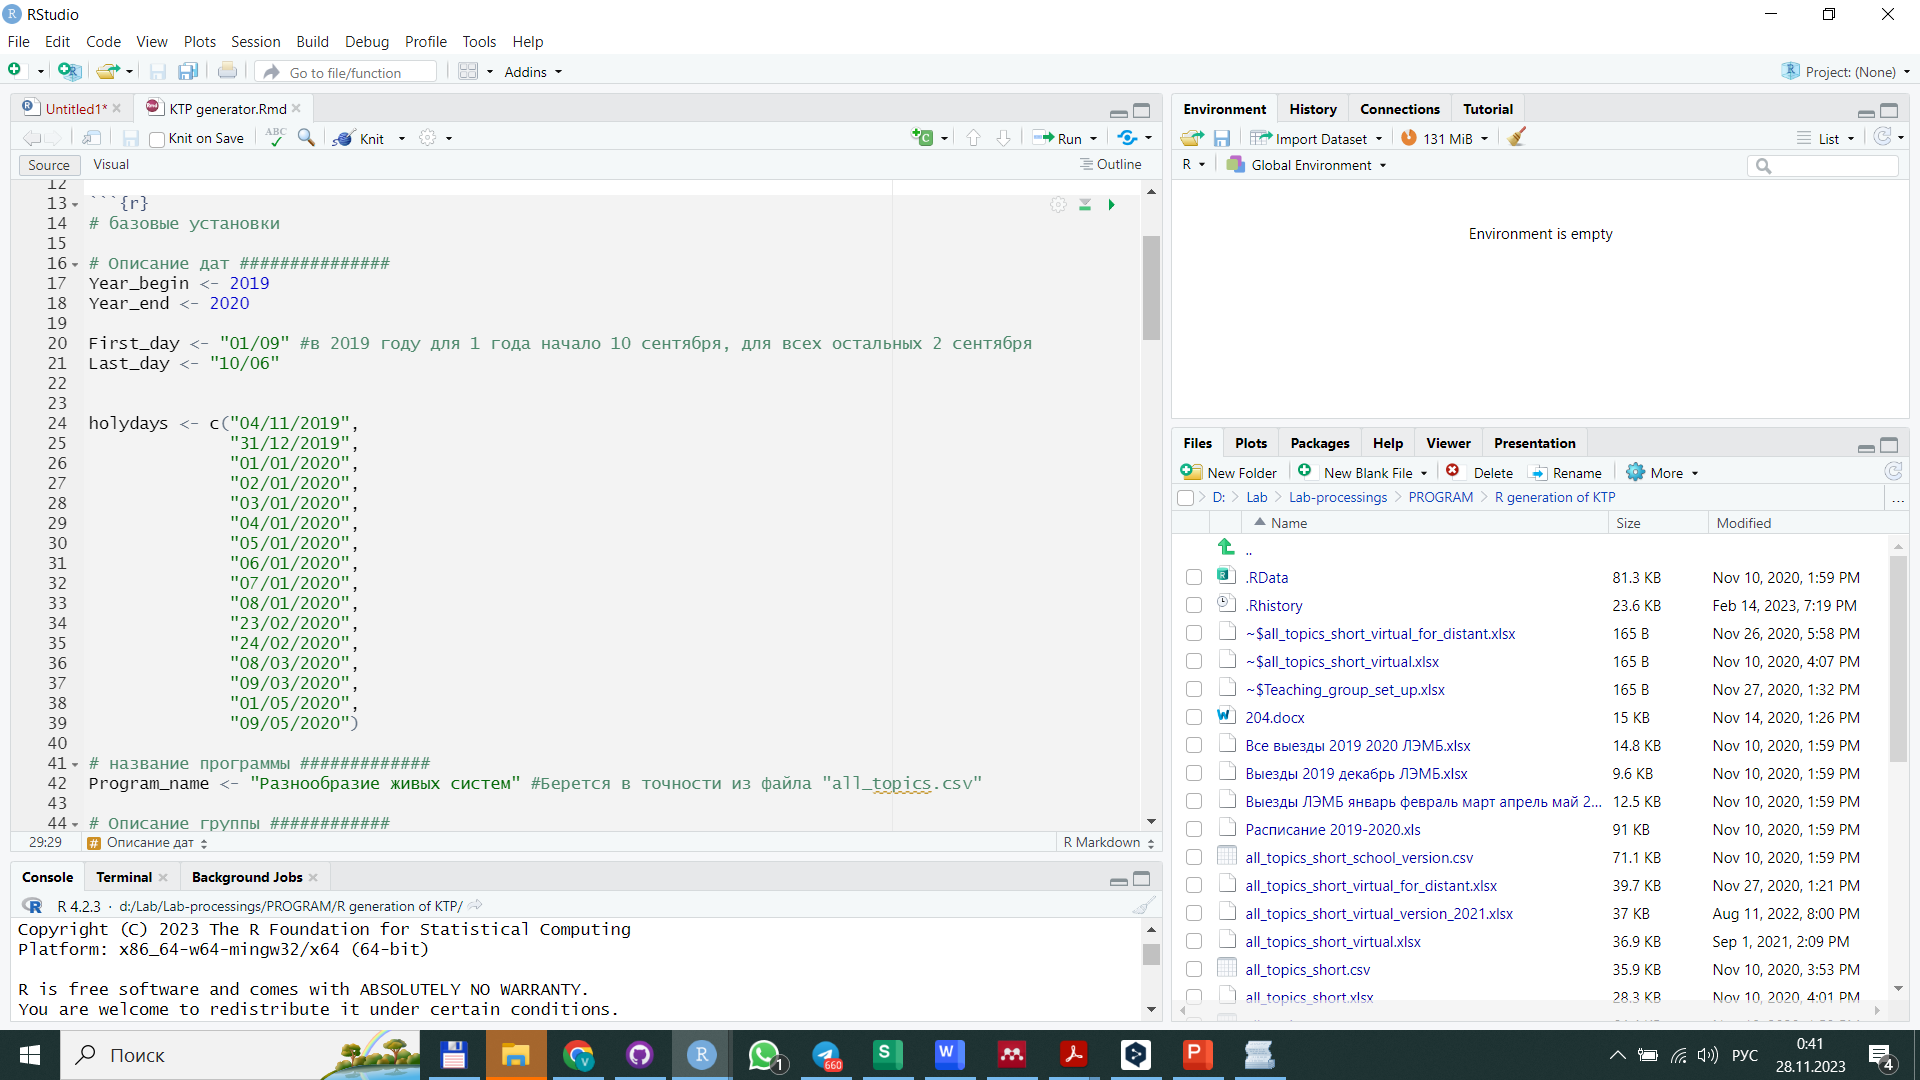 RStudio
File Edit Code View Plots Session Build Debug Profile Tools Help
Go to file/function Addins Project: (None)
Untitled1* KTP generator.Rmd
Knit on Save ABC Knit Run
Source Visual Outline
12
13 ```{r}
14 # базовые установки
15
16 # Описание дат ###############
17 Year_begin <- 2019
18 Year_end <- 2020
19
20 First_day <- "01/09" #в 2019 году для 1 года начало 10 сентября, для всех остальных 2 сентября
21 Last_day <- "10/06"
22
23
24 holydays <- c("04/11/2019",
25 "31/12/2019",
26 "01/01/2020",
27 "02/01/2020",
28 "03/01/2020",
29 "04/01/2020",
30 "05/01/2020",
31 "06/01/2020",
32 "07/01/2020",
33 "08/01/2020",
34 "23/02/2020",
35 "24/02/2020",
36 "08/03/2020",
37 "09/03/2020",
38 "01/05/2020",
39 "09/05/2020")
40
41 # название программы #############
42 Program_name <- "Разнообразие живых систем" #Берется в точности из файла "all_topics.csv"
43
44 # Описание группы ############
29:29 # Описание дат R Markdown
Console Terminal Background Jobs
R 4.2.3 · d:/Lab/Lab-processings/PROGRAM/R generation of KTP/
Copyright (C) 2023 The R Foundation for Statistical Computing
Platform: x86_64-w64-mingw32/x64 (64-bit)
R is free software and comes with ABSOLUTELY NO WARRANTY.
You are welcome to redistribute it under certain conditions.
Environment History Connections Tutorial
Import Dataset 131 MiB List
R Global Environment
Environment is empty
Files Plots Packages Help Viewer Presentation
New Folder New Blank File Delete Rename More
D: Lab Lab-processings PROGRAM R generation of KTP ...
Name Size Modified
..
.RData 81.3 KB Nov 10, 2020, 1:59 PM
.Rhistory 23.6 KB Feb 14, 2023, 7:19 PM
~$all_topics_short_virtual_for_distant.xlsx 165 B Nov 26, 2020, 5:58 PM
~$all_topics_short_virtual.xlsx 165 B Nov 10, 2020, 4:07 PM
~$Teaching_group_set_up.xlsx 165 B Nov 27, 2020, 1:32 PM
204.docx 15 KB Nov 14, 2020, 1:26 PM
Все выезды 2019 2020 ЛЭМБ.xlsx 14.8 KB Nov 10, 2020, 1:59 PM
Выезды 2019 декабрь ЛЭМБ.xlsx 9.6 KB Nov 10, 2020, 1:59 PM
Выезды ЛЭМБ январь февраль март апрель май 2... 12.5 KB Nov 10, 2020, 1:59 PM
Расписание 2019-2020.xls 91 KB Nov 10, 2020, 1:59 PM
all_topics_short_school_version.csv 71.1 KB Nov 10, 2020, 1:59 PM
all_topics_short_virtual_for_distant.xlsx 39.7 KB Nov 27, 2020, 1:21 PM
all_topics_short_virtual_version_2021.xlsx 37 KB Aug 11, 2022, 8:00 PM
all_topics_short_virtual.xlsx 36.9 KB Sep 1, 2021, 2:09 PM
all_topics_short.csv 35.9 KB Nov 10, 2020, 3:53 PM
all_topics_short.xlsx 28.3 KB Nov 10, 2020, 4:01 PM
Поиск 1 660 РУС 0:41
28.11.2023 4